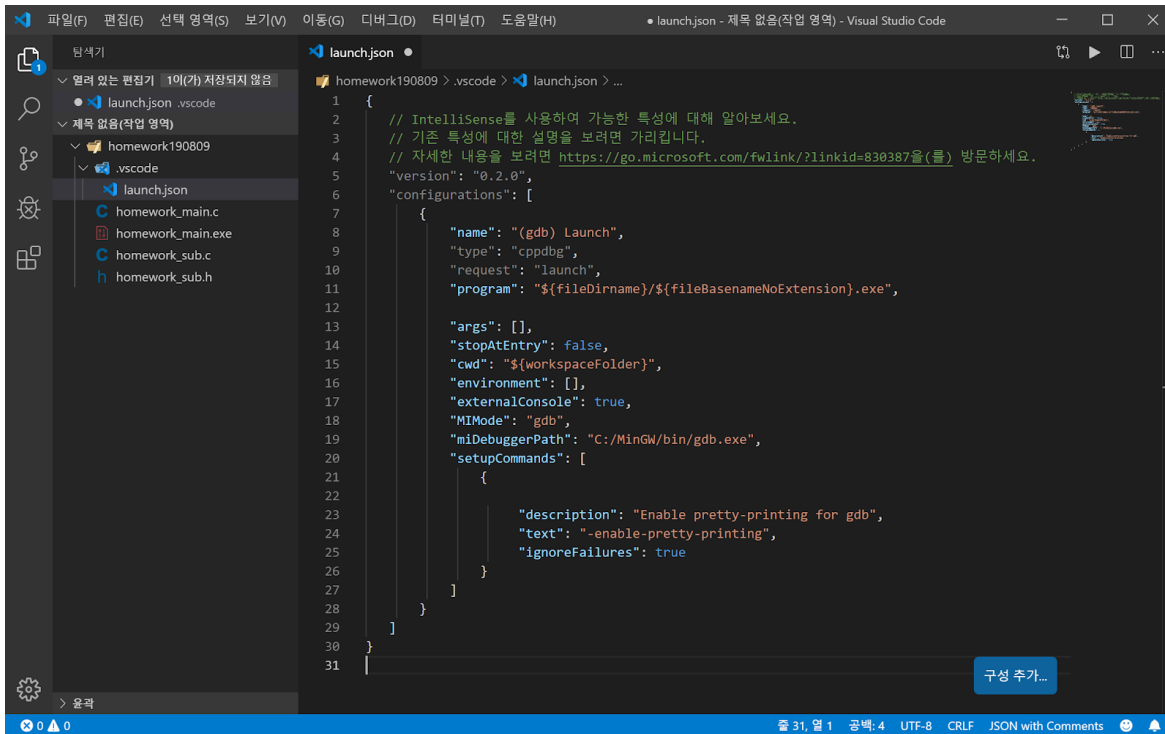 파일(F) 편집(E) 선택 영역(S) 보기(V) 이동(G) 디버그(D) 터미널(T) 도움말(H) ● launch.json - 제목 없음(작업 영역) - Visual Studio Code
탐색기
열려 있는 편집기 1이(가) 저장되지 않음
launch.json .vscode
제목 없음(작업 영역)
homework190809
.vscode
launch.json
homework_main.c
homework_main.exe
homework_sub.c
homework_sub.h
윤곽
1
launch.json
homework190809 > .vscode > launch.json > ...
1 {
2 // IntelliSense를 사용하여 가능한 특성에 대해 알아보세요.
3 // 기존 특성에 대한 설명을 보려면 가리킵니다.
4 // 자세한 내용을 보려면 https://go.microsoft.com/fwlink/?linkid=830387을(를) 방문하세요.
5 "version": "0.2.0",
6 "configurations": [
7 {
8 "name": "(gdb) Launch",
9 "type": "cppdbg",
10 "request": "launch",
11 "program": "${fileDirname}/${fileBasenameNoExtension}.exe",
12
13 "args": [],
14 "stopAtEntry": false,
15 "cwd": "${workspaceFolder}",
16 "environment": [],
17 "externalConsole": true,
18 "MIMode": "gdb",
19 "miDebuggerPath": "C:/MinGW/bin/gdb.exe",
20 "setupCommands": [
21 {
22
23 "description": "Enable pretty-printing for gdb",
24 "text": "-enable-pretty-printing",
25 "ignoreFailures": true
26 }
27 ]
28 }
29 ]
30 }
31
구성 추가...
0 0 줄 31, 열 1 공백: 4 UTF-8 CRLF JSON with Comments